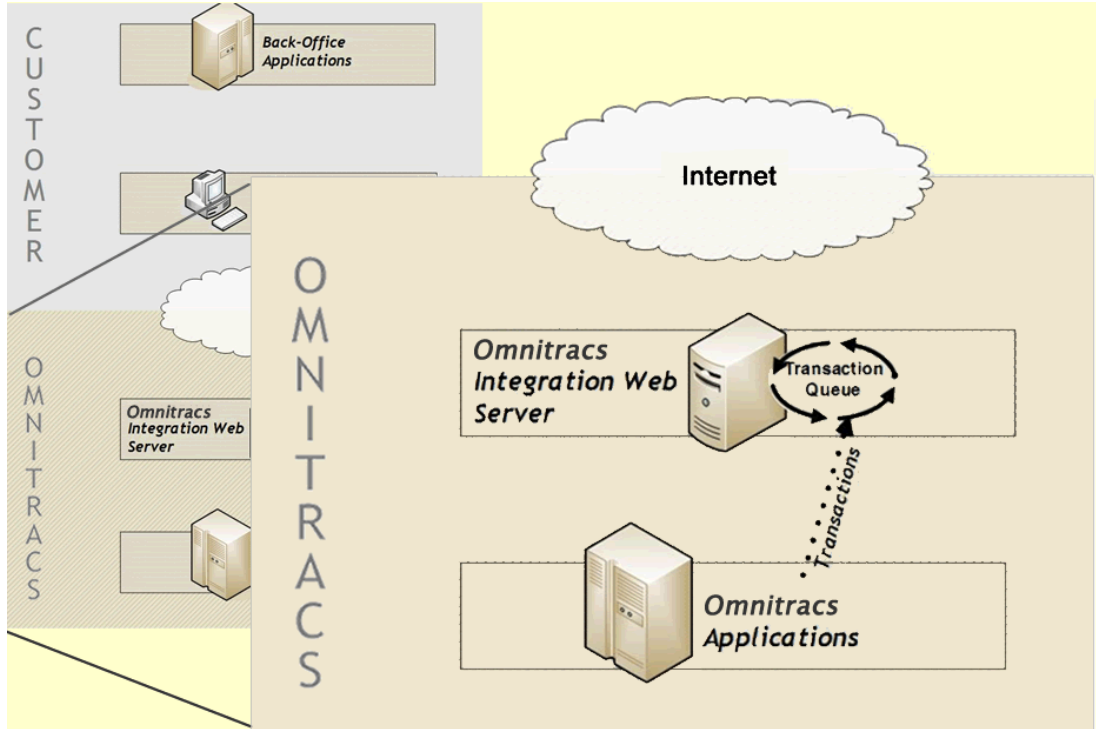 CUSTOMER
Back-Office
Applications
OMNITRACS
Omnitracs
Integration Web
Server
Internet
OMNITRACS
Omnitracs
Integration Web
Server
Transaction
Queue
Transactions
Omnitracs
Applications